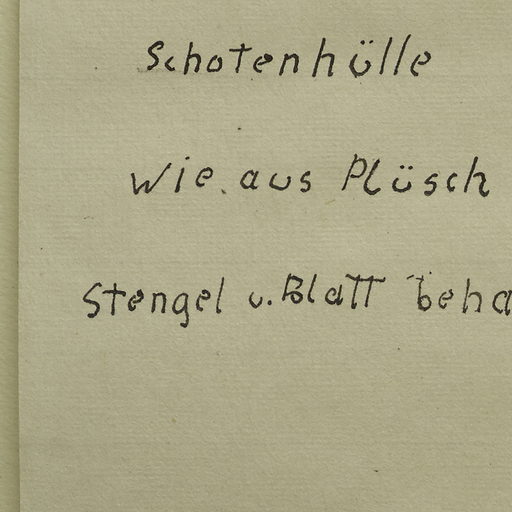 Schotenhülle
wie aus Plüsch
Stengel u. Blatt beha